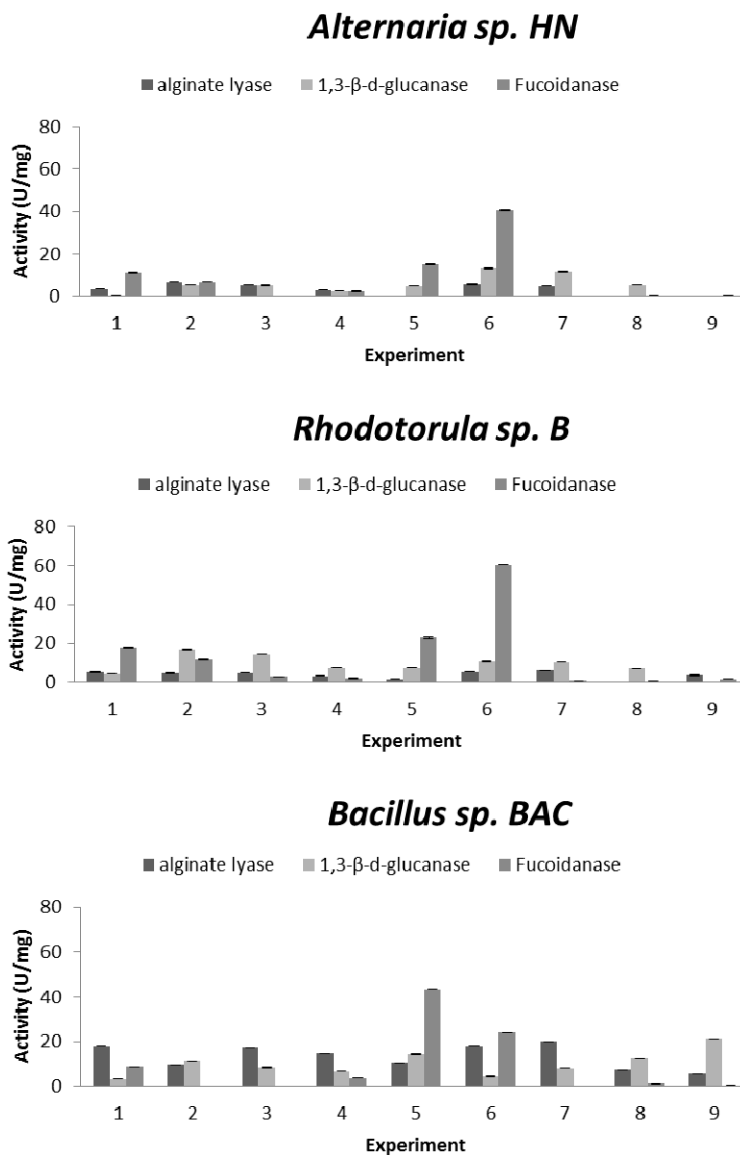 Alternaria sp. HN
alginate lyase 1,3-β-d-glucanase Fucoidanase
80
60
40
20
0
Activity (U/mg)
1 2 3 4 5 6 7 8 9
Experiment
Rhodotorula sp. B
alginate lyase 1,3-β-d-glucanase Fucoidanase
80
60
40
20
0
Activity (U/mg)
1 2 3 4 5 6 7 8 9
Experiment
Bacillus sp. BAC
alginate lyase 1,3-β-d-glucanase Fucoidanase
80
60
40
20
0
Activity (U/mg)
1 2 3 4 5 6 7 8 9
Experiment